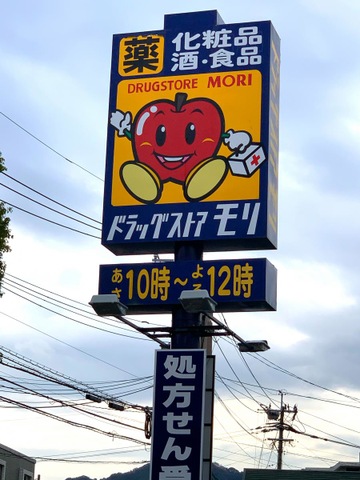 薬 化粧品
酒・食品
DRUGSTORE MORI
ドラッグストア モリ
あさ10時~よる12時
処方せん受